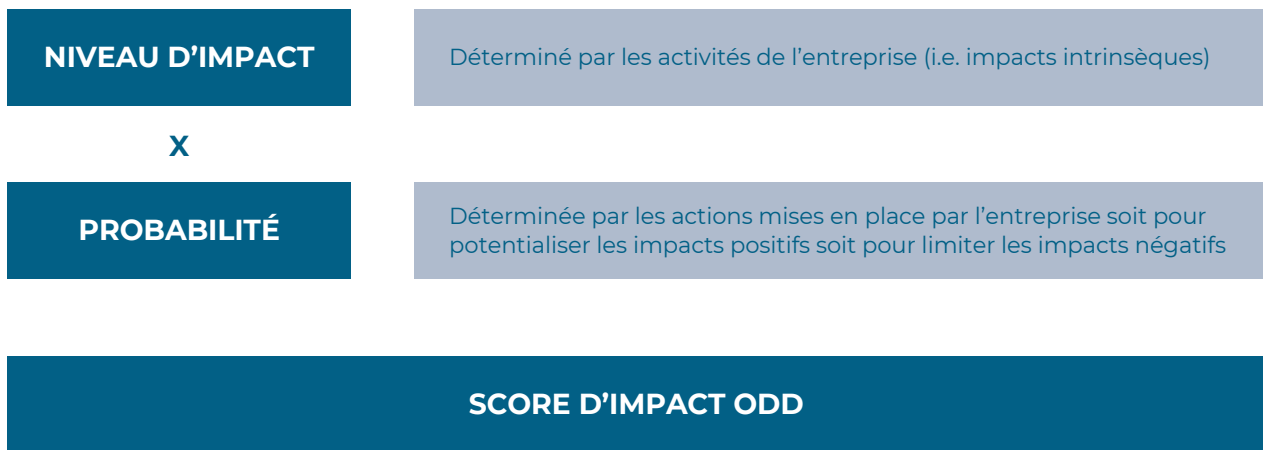 NIVEAU D’IMPACT
Déterminé par les activités de l’entreprise (i.e. impacts intrinsèques)
X
PROBABILITÉ
Déterminée par les actions mises en place par l’entreprise soit pour
potentialiser les impacts positifs soit pour limiter les impacts négatifs
SCORE D’IMPACT ODD